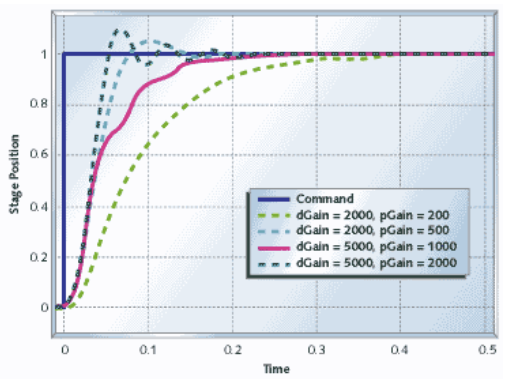 Stage Position
1
0.8
0.6
0.4
0.2
0
Command
dGain = 2000, pGain = 200
dGain = 2000, pGain = 500
dGain = 5000, pGain = 1000
dGain = 5000, pGain = 2000
0 0.1 0.2 0.3 0.4 0.5
Time